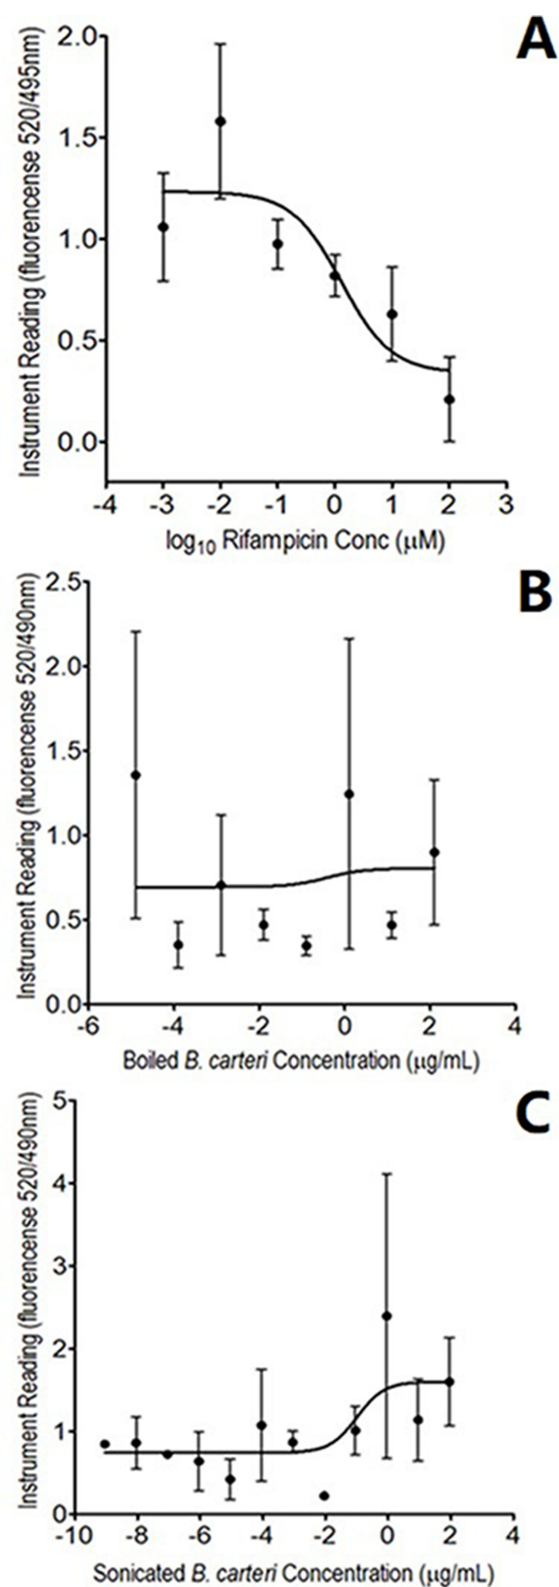 A
Instrument Reading (fluorencense 520/495nm)
2.0
1.5
1.0
0.5
0.0
-4 -3 -2 -1 0 1 2 3
log10 Rifampicin Conc (μM)
B
Instrument Reading (fluorencense 520/490nm)
2.5
2.0
1.5
1.0
0.5
0.0
-6 -4 -2 0 2 4
Boiled B. carteri Concentration (μg/mL)
C
Instrument Reading (fluorencense 520/490nm)
5
4
3
2
1
0
-10 -8 -6 -4 -2 0 2 4
Sonicated B. carteri Concentration (μg/mL)